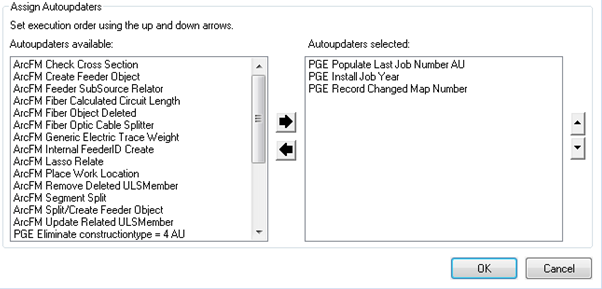 Assign Autoupdaters
Set execution order using the up and down arrows.
Autoupdaters available:
ArcFM Check Cross Section
ArcFM Create Feeder Object
ArcFM Feeder SubSource Relator
ArcFM Fiber Calculated Circuit Length
ArcFM Fiber Object Deleted
ArcFM Fiber Optic Cable Splitter
ArcFM Generic Electric Trace Weight
ArcFM Internal FeederID Create
ArcFM Lasso Relate
ArcFM Place Work Location
ArcFM Remove Deleted ULSMember
ArcFM Segment Split
ArcFM Split/Create Feeder Object
ArcFM Update Related ULSMember
PGE Eliminate constructiontype = 4 AU
Autoupdaters selected:
PGE Populate Last Job Number AU
PGE Install Job Year
PGE Record Changed Map Number
OK
Cancel